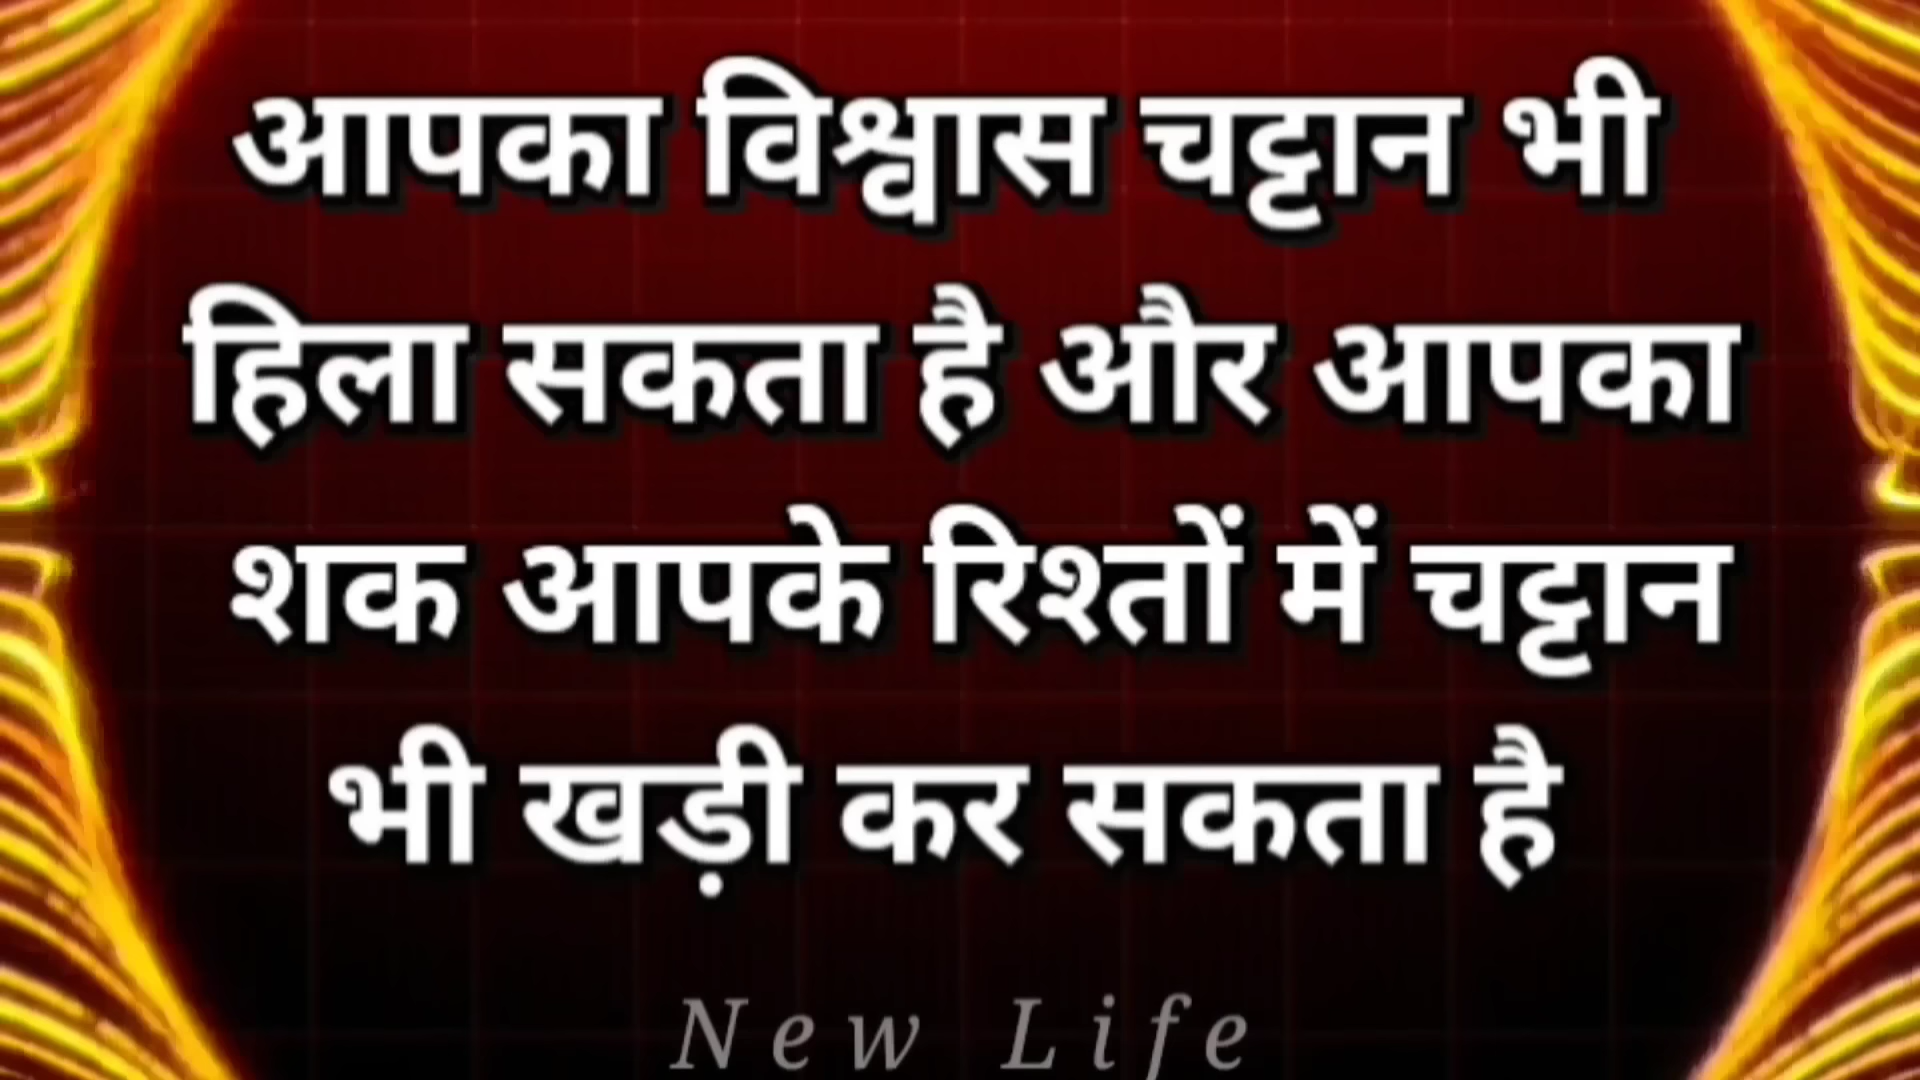 आपका विश्वास चट्टान भी
हिला सकता है और आपका
शक आपके रिश्तों में चट्टान
भी खड़ी कर सकता है
New Life